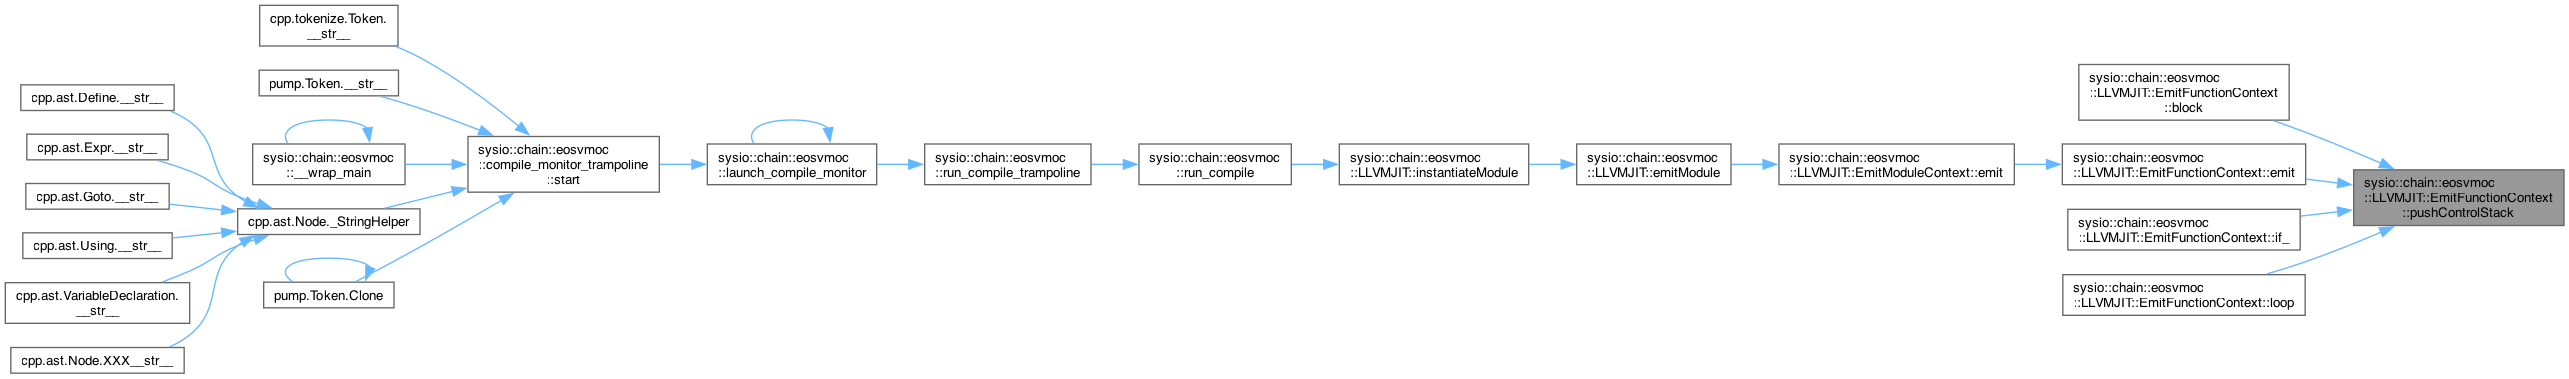 cpp.tokenize.Token.
__str__
pump.Token.__str__
cpp.ast.Define.__str__
cpp.ast.Expr.__str__
cpp.ast.Goto.__str__
cpp.ast.Using.__str__
cpp.ast.VariableDeclaration.
__str__
cpp.ast.Node.XXX__str__
sysio::chain::eosvmoc
::__wrap_main
cpp.ast.Node._StringHelper
pump.Token.Clone
sysio::chain::eosvmoc
::compile_monitor_trampoline
::start
sysio::chain::eosvmoc
::launch_compile_monitor
sysio::chain::eosvmoc
::run_compile_trampoline
sysio::chain::eosvmoc
::run_compile
sysio::chain::eosvmoc
::LLVMJIT::instantiateModule
sysio::chain::eosvmoc
::LLVMJIT::emitModule
sysio::chain::eosvmoc
::LLVMJIT::EmitModuleContext::emit
sysio::chain::eosvmoc
::LLVMJIT::EmitFunctionContext
::block
sysio::chain::eosvmoc
::LLVMJIT::EmitFunctionContext::emit
sysio::chain::eosvmoc
::LLVMJIT::EmitFunctionContext::if_
sysio::chain::eosvmoc
::LLVMJIT::EmitFunctionContext::loop
sysio::chain::eosvmoc
::LLVMJIT::EmitFunctionContext
::pushControlStack